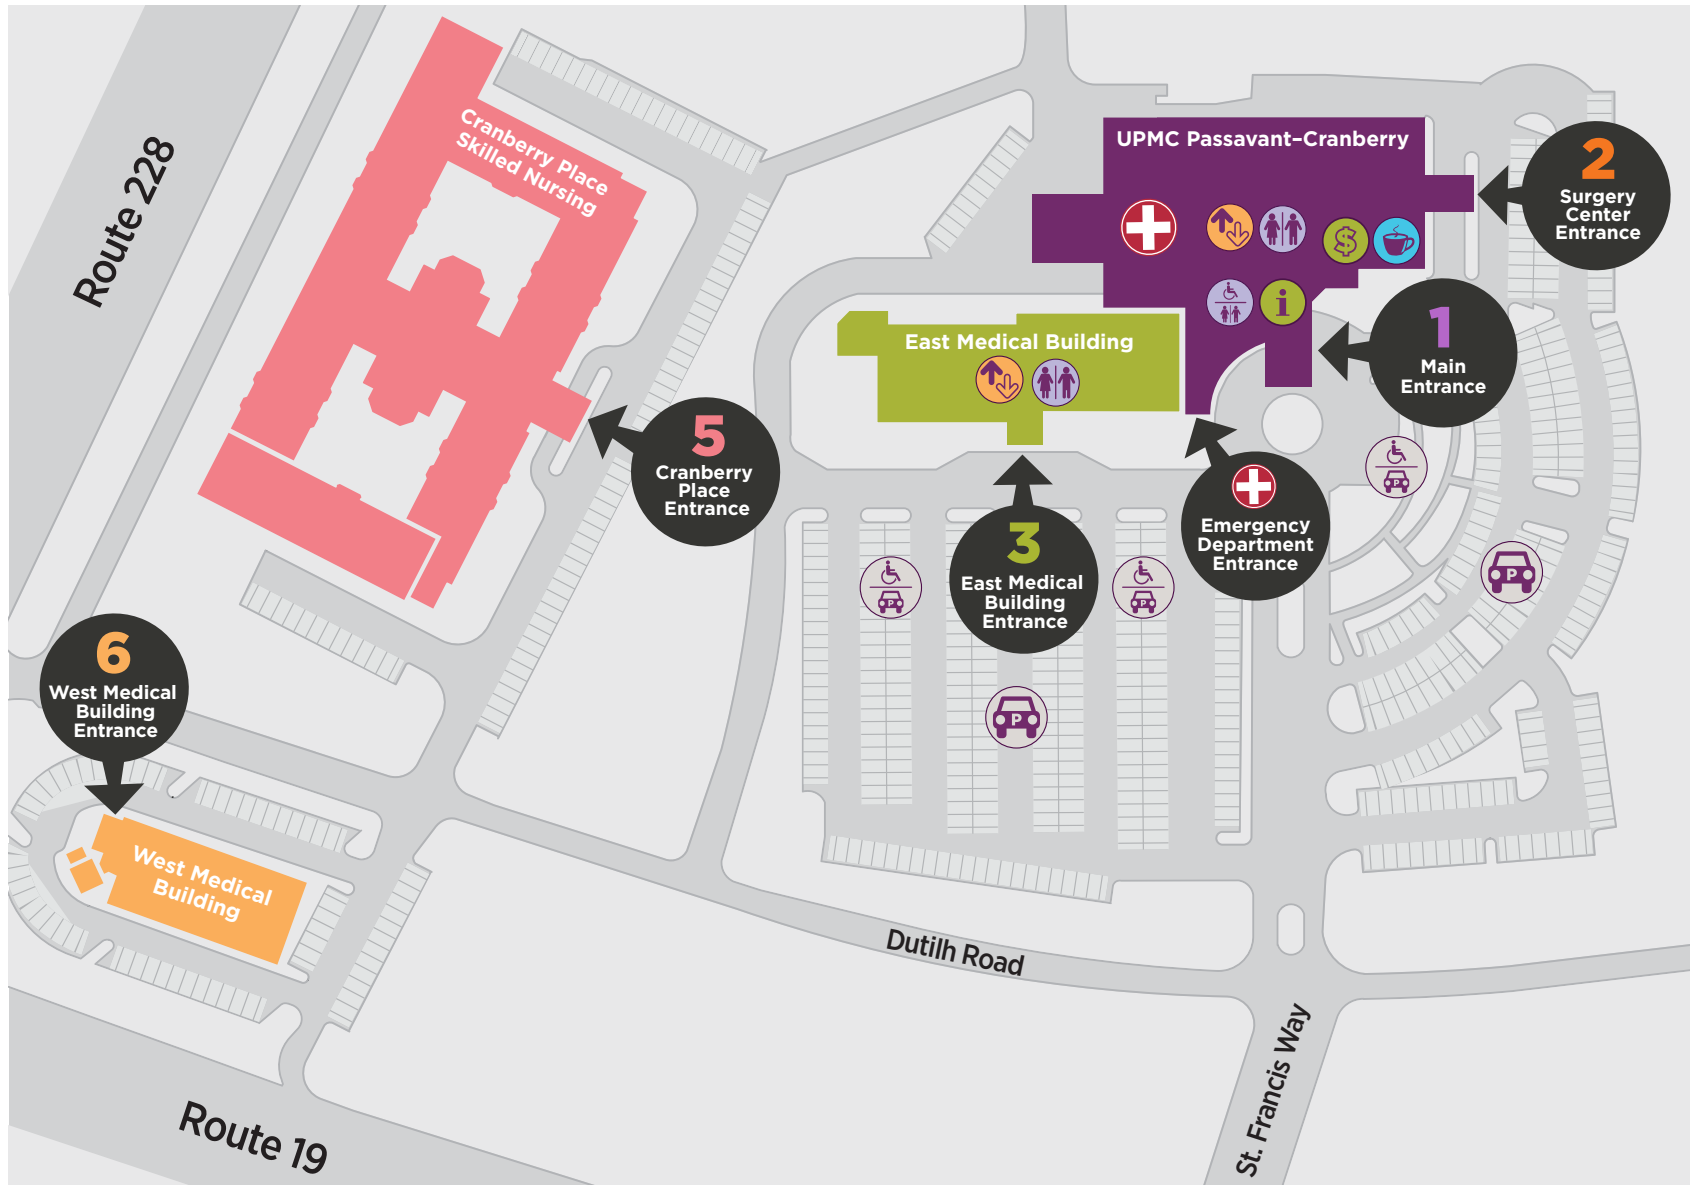 Route 228
Cranberry Place
Skilled Nursing
UPMC Passavant–Cranberry
2
Surgery
Center
Entrance
$
i
1
Main
Entrance
East Medical Building
5
Cranberry
Place
Entrance
3
East Medical
Building
Entrance
Emergency
Department
Entrance
P
P
P
P
P
6
West Medical
Building
Entrance
West Medical
Building
Dutilh Road
St. Francis Way
Route 19